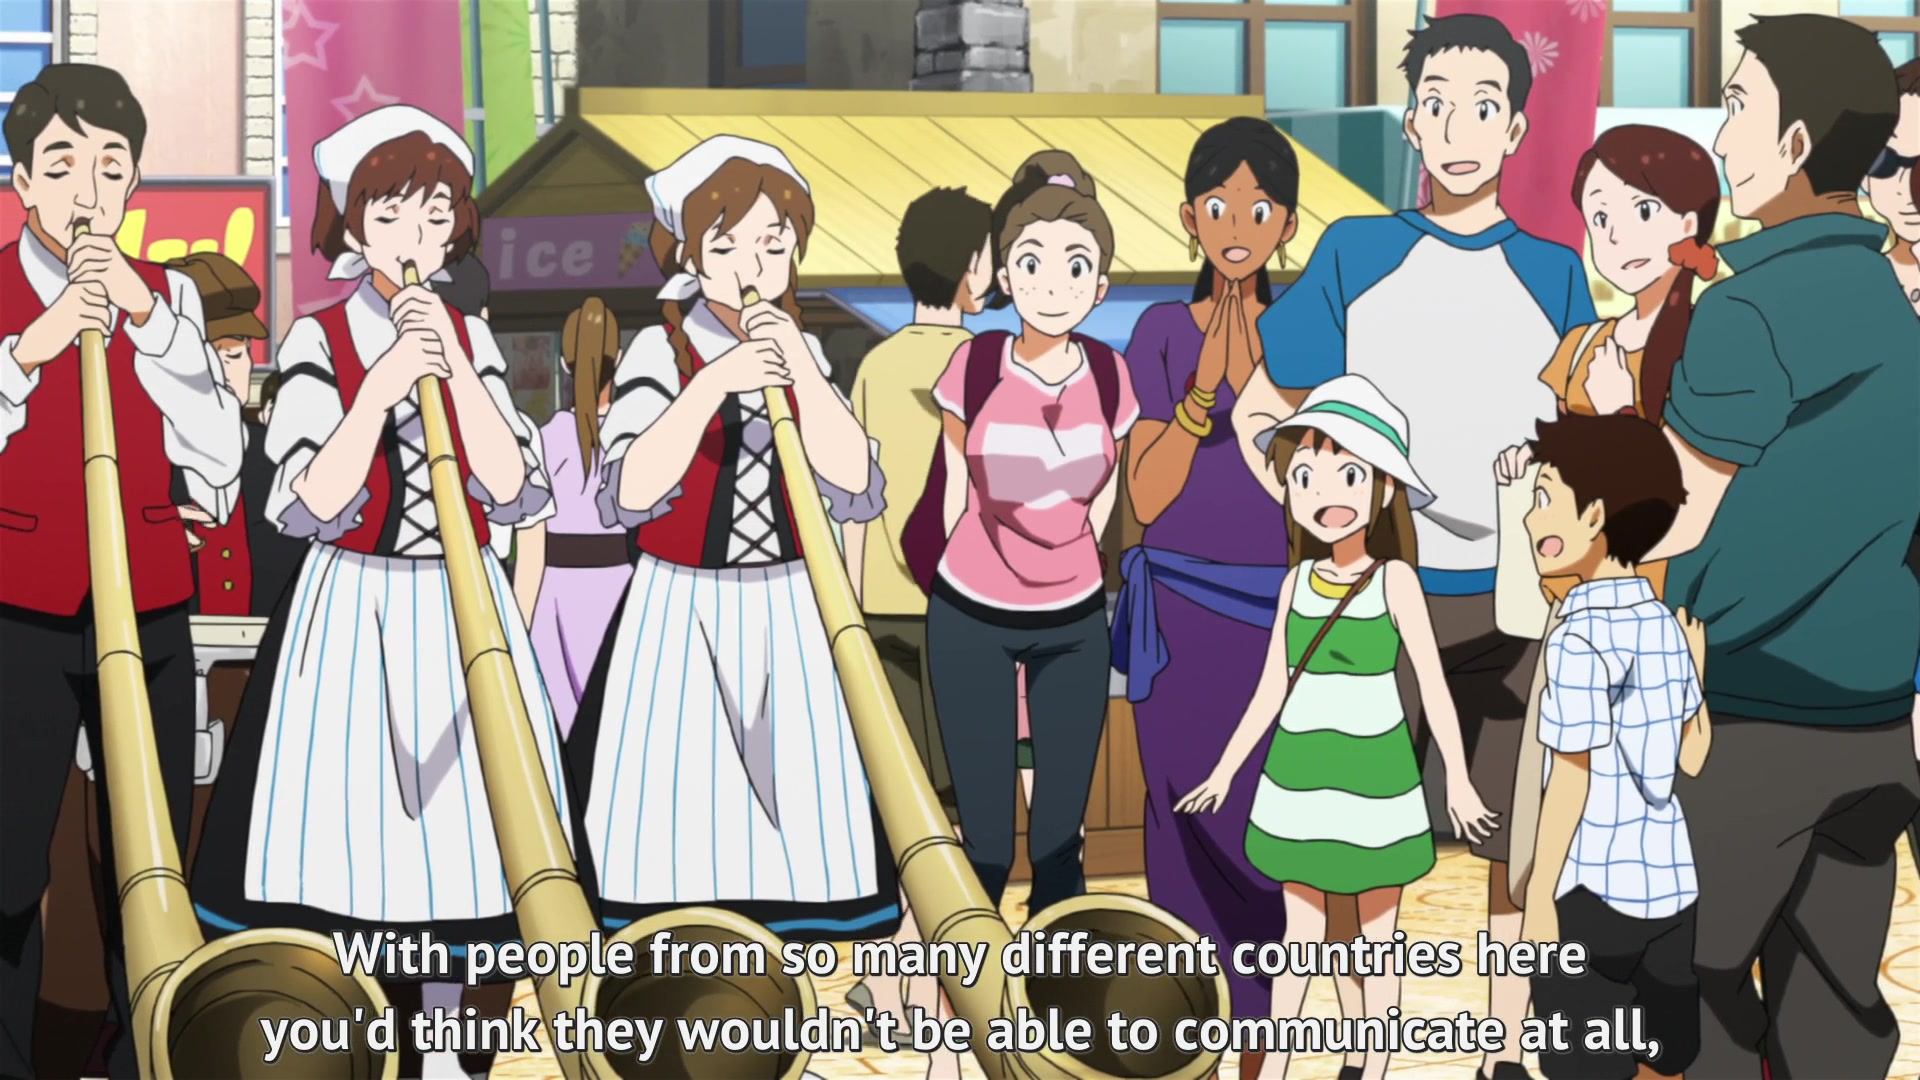 ice
With people from so many different countries here
you'd think they wouldn't be able to communicate at all,